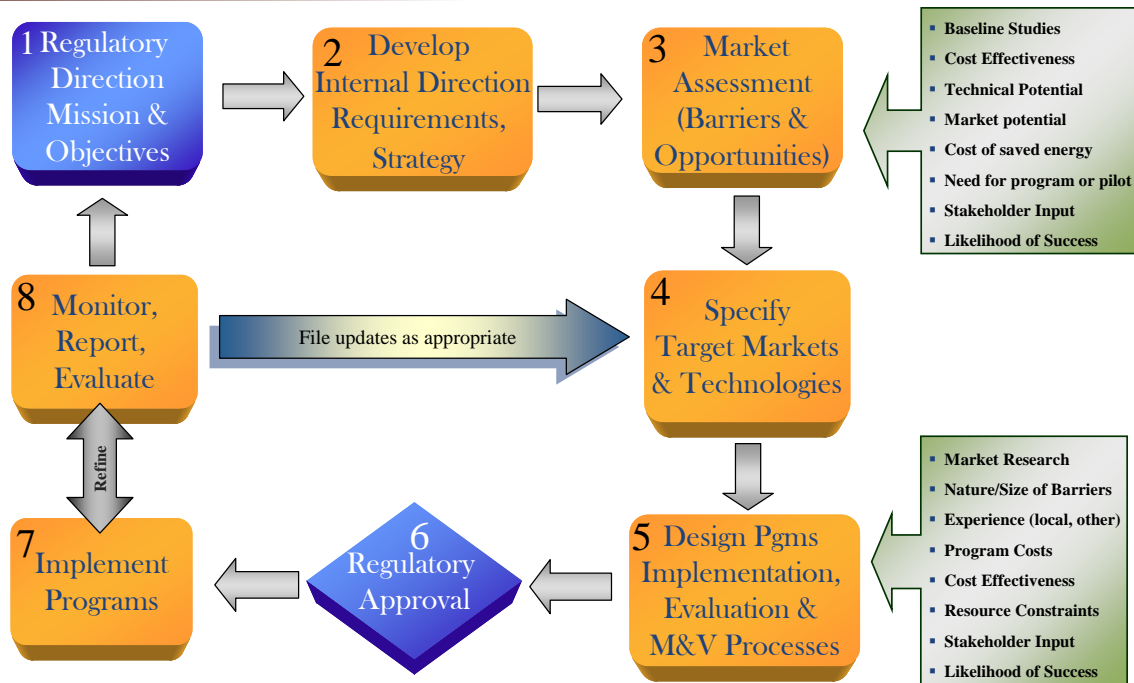 1 Regulatory
Direction
Mission &
Objectives
2 Develop
Internal Direction
Requirements,
Strategy
3 Market
Assessment
(Barriers &
Opportunities)
▪ Baseline Studies
▪ Cost Effectiveness
▪ Technical Potential
▪ Market potential
▪ Cost of saved energy
▪ Need for program or pilot
▪ Stakeholder Input
▪ Likelihood of Success
8 Monitor,
Report,
Evaluate
File updates as appropriate
4 Specify
Target Markets
& Technologies
Refine
7 Implement
Programs
6
Regulatory
Approval
5 Design Pgms
Implementation,
Evaluation &
M&V Processes
▪ Market Research
▪ Nature/Size of Barriers
▪ Experience (local, other)
▪ Program Costs
▪ Cost Effectiveness
▪ Resource Constraints
▪ Stakeholder Input
▪ Likelihood of Success